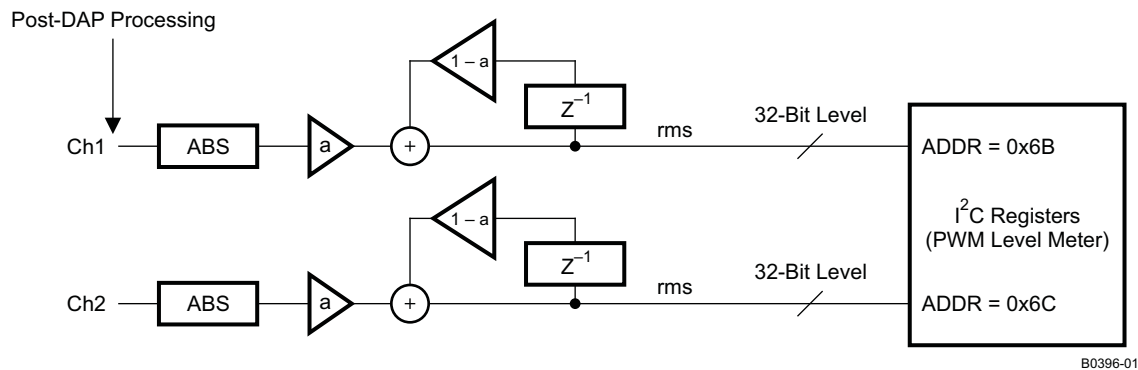 Post-DAP Processing
1 – a
Z⁻¹
Ch1
ABS
a
+
rms
32-Bit Level
ADDR = 0x6B
I²C Registers
(PWM Level Meter)
1 – a
Z⁻¹
Ch2
ABS
a
+
rms
32-Bit Level
ADDR = 0x6C
B0396-01